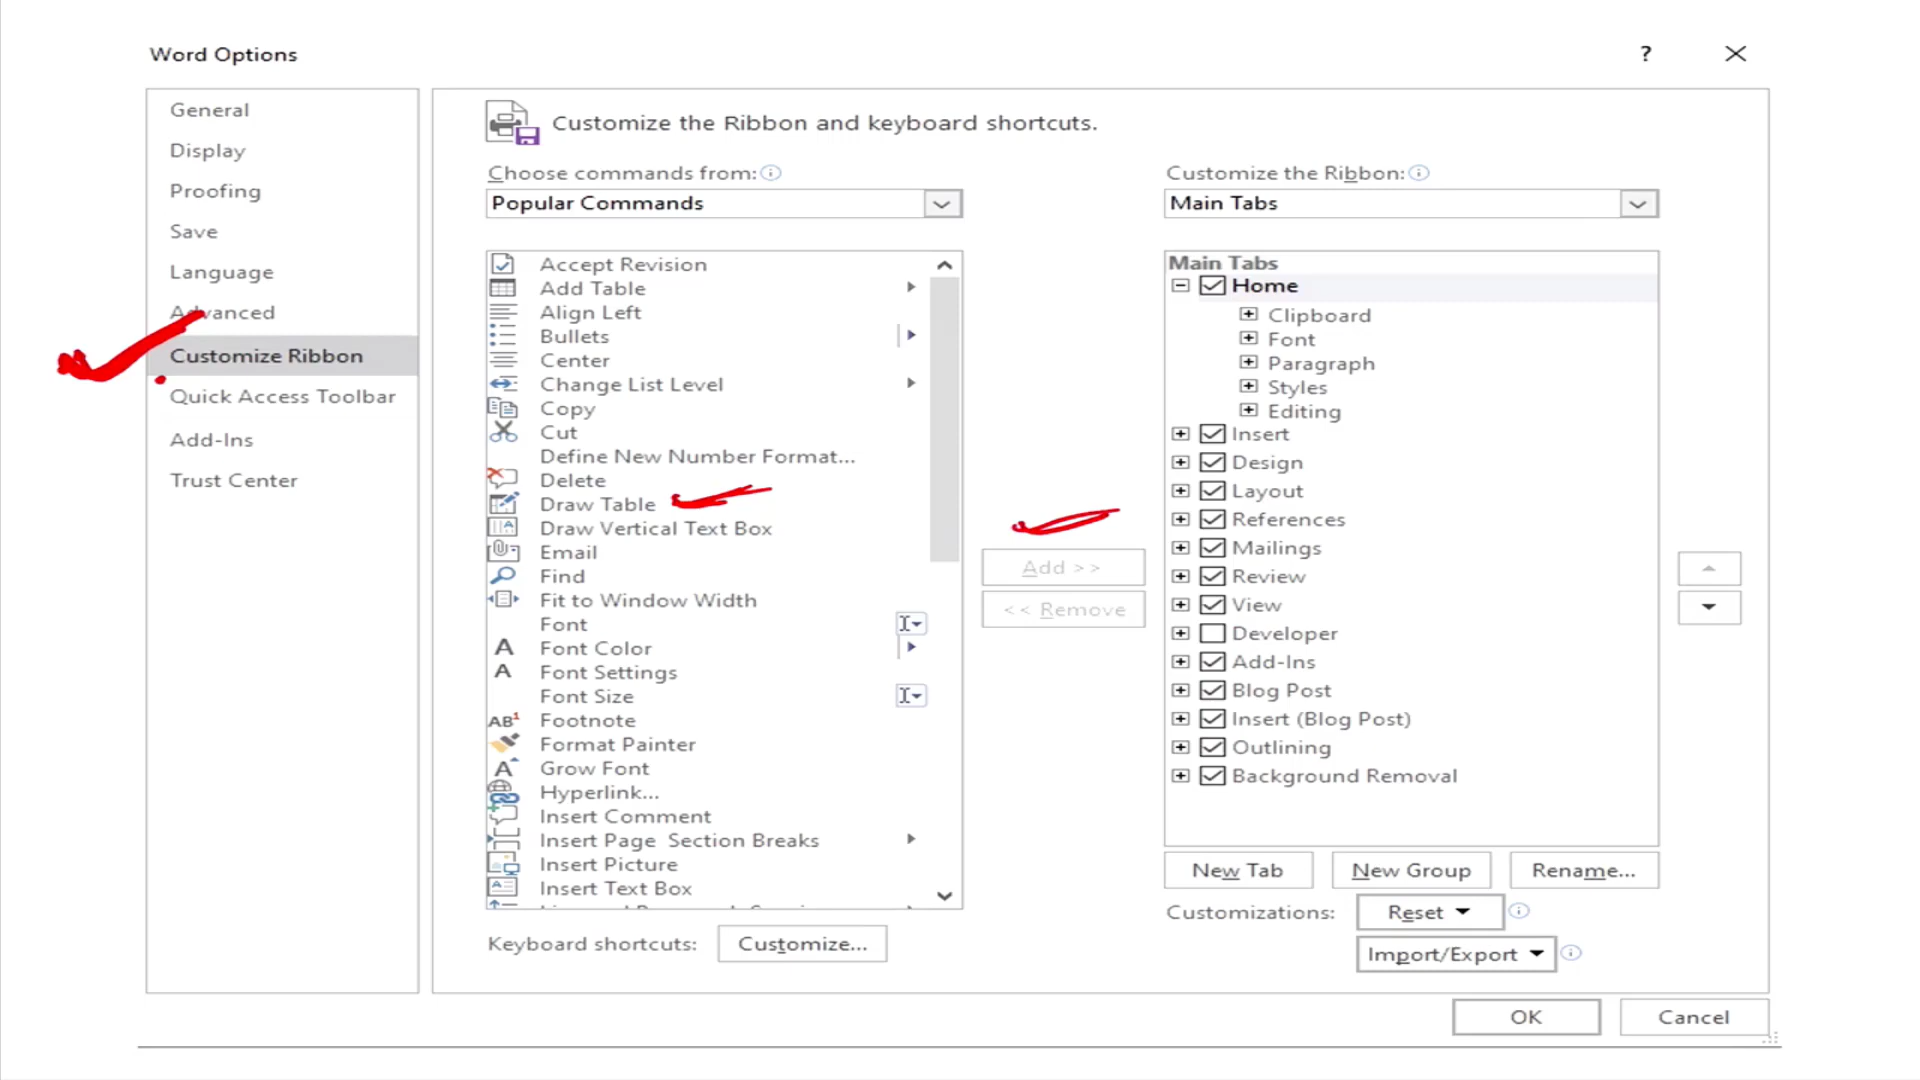 Word Options
?
General
Display
Proofing
Save
Language
Advanced
Customize Ribbon
Quick Access Toolbar
Add-Ins
Trust Center
Customize the Ribbon and keyboard shortcuts.
Choose commands from:
Popular Commands
Accept Revision
Add Table
Align Left
Bullets
Center
Change List Level
Copy
Cut
Define New Number Format...
Delete
Draw Table
Draw Vertical Text Box
Email
Find
Fit to Window Width
Font
Font Color
Font Settings
Font Size
Footnote
Format Painter
Grow Font
Hyperlink...
Insert Comment
Insert Page Section Breaks
Insert Picture
Insert Text Box
Keyboard shortcuts:
Customize...
Add >>
<< Remove
Customize the Ribbon:
Main Tabs
Main Tabs
Home
Clipboard
Font
Paragraph
Styles
Editing
Insert
Design
Layout
References
Mailings
Review
View
Developer
Add-Ins
Blog Post
Insert (Blog Post)
Outlining
Background Removal
New Tab
New Group
Rename...
Customizations:
Reset
Import/Export
OK
Cancel